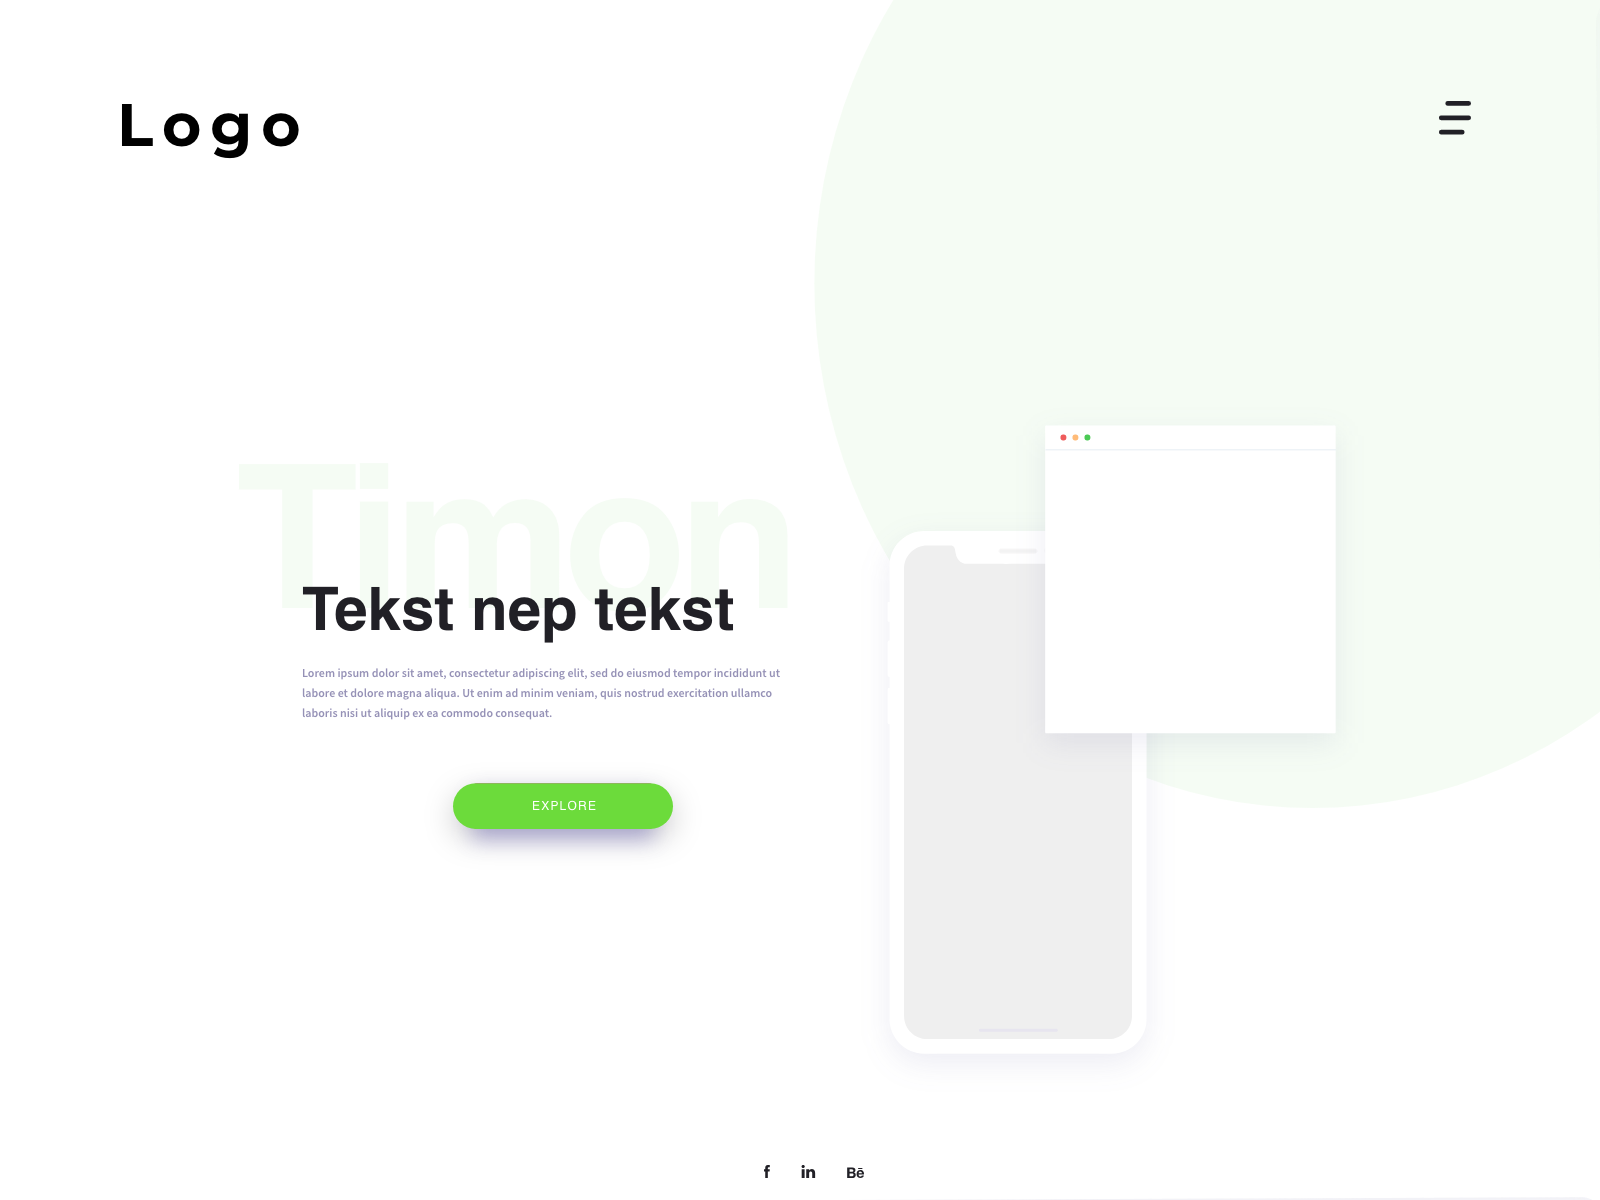 Logo
Timon
Tekst nep tekst
Lorem ipsum dolor sit amet, consectetur adipiscing elit, sed do eiusmod tempor incididunt ut
labore et dolore magna aliqua. Ut enim ad minim veniam, quis nostrud exercitation ullamco
laboris nisi ut aliquip ex ea commodo consequat.
EXPLORE
f in Bē